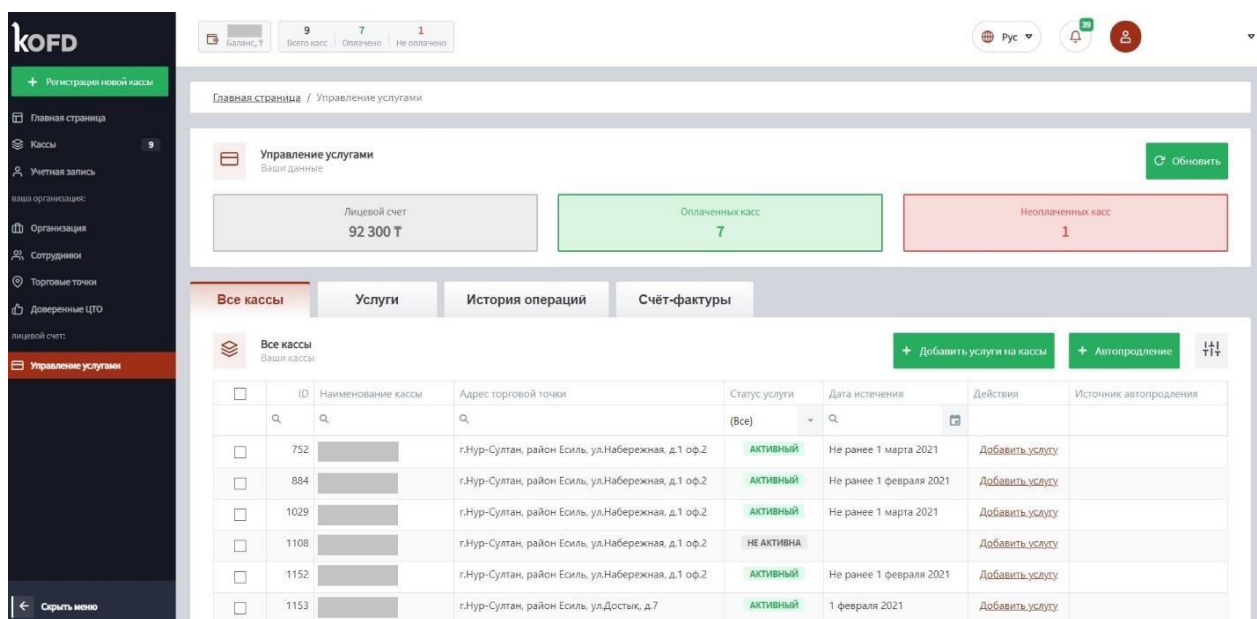 KOFD
Баланс, ₸
9 7 1
Всего касс Оплачено Не оплачено
Рус
39
+ Регистрация новой кассы
Главная страница
Кассы 9
Учетная запись
ваша организация:
Организация
Сотрудники
Торговые точки
Доверенные ЦТО
лицевой счет:
Управление услугами
Скрыть меню
Главная страница / Управление услугами
Управление услугами
Ваши данные
Обновить
Лицевой счет
92 300 ₸
Оплаченных касс
7
Неоплаченных касс
1
Все кассы Услуги История операций Счёт-фактуры
Все кассы
Ваши кассы
+ Добавить услуги на кассы + Автопродление
ID Наименование кассы Адрес торговой точки Статус услуги Дата истечения Действия Источник автопродления
(Все)
752 г.Нур-Султан, район Есиль, ул.Набережная, д.1 оф.2 АКТИВНЫЙ Не ранее 1 марта 2021 Добавить услугу
884 г.Нур-Султан, район Есиль, ул.Набережная, д.1 оф.2 АКТИВНЫЙ Не ранее 1 февраля 2021 Добавить услугу
1029 г.Нур-Султан, район Есиль, ул.Набережная, д.1 оф.2 АКТИВНЫЙ Не ранее 1 марта 2021 Добавить услугу
1108 г.Нур-Султан, район Есиль, ул.Набережная, д.1 оф.2 НЕ АКТИВНА Добавить услугу
1152 г.Нур-Султан, район Есиль, ул.Набережная, д.1 оф.2 АКТИВНЫЙ Не ранее 1 февраля 2021 Добавить услугу
1153 г.Нур-Султан, район Есиль, ул.Достык, д.7 АКТИВНЫЙ 1 февраля 2021 Добавить услугу